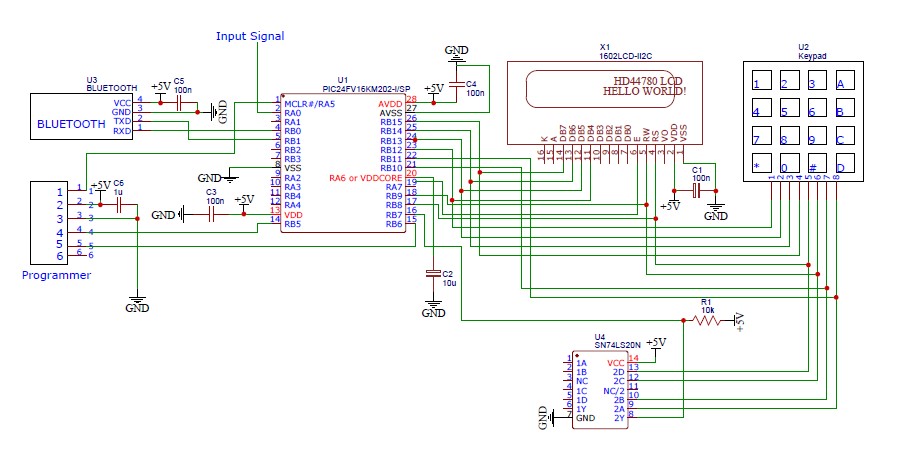 Input Signal
U3
BLUETOOTH
BLUETOOTH
VCC 4
GND 3
TXD 2
RXD 1
+5V
C5
100n
GND
U1
PIC24FV16KM202-I/SP
1 MCLR#/RA5
2 RA0
3 RA1
4 RB0
5 RB1
6 RB2
7 RB3
8 VSS
9 RA2
10 RA3
11 RB4
12 RA4
13 VDD
14 RB5
AVDD 28
AVSS 27
RB15 26
RB14 25
RB13 24
RB12 23
RB11 22
RB10 21
RA6 or VDDCORE 20
RA7 19
RB9 18
RB8 17
RB7 16
RB6 15
GND
+5V
C4
100n
X1
1602LCD-II2C
HD44780 LCD
HELLO WORLD!
K
A
DB7
DB6
DB5
DB4
DB3
DB2
DB1
DB0
E
RW
RS
VO
VDD
VSS
16
15
14
13
12
11
10
9
8
7
6
5
4
3
2
1
U2
Keypad
1 2 3 A
4 5 6 B
7 8 9 C
* 0 # D
1 2 3 4 5 6 7 8
C1
100n
+5V
GND
GND
1 1 1
2 2 2
3 3 3
4 4 4
5 5 5
6 6 6
Programmer
+5V
C6
1u
GND
GND
C3
100n
+5V
C2
10u
GND
R1
10k
+5V
U4
SN74LS20N
1 1A
2 1B
3 NC
4 1C
5 1D
6 1Y
7 GND
VCC 14
2D 13
2C 12
NC/2 11
2B 10
2A 9
2Y 8
+5V
GND